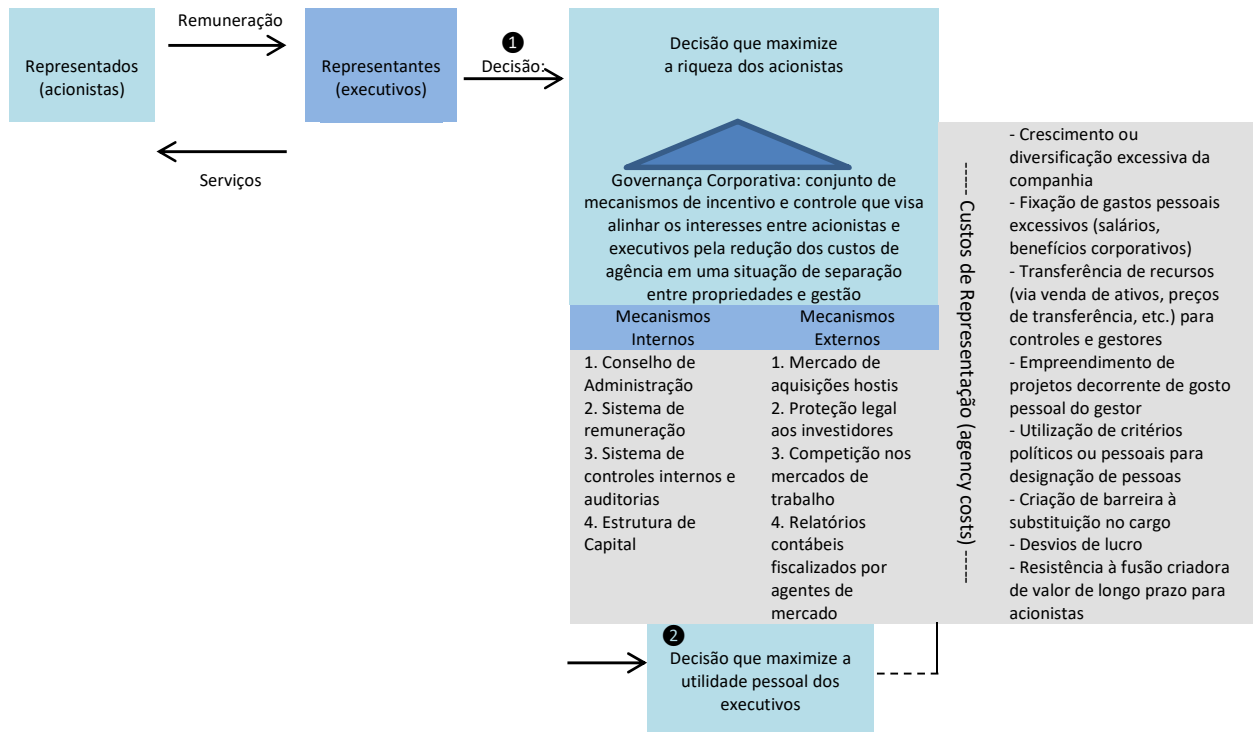 Remuneração
Representados
(acionistas)
Serviços
Representantes
(executivos)
❶
Decisão:
Decisão que maximize
a riqueza dos acionistas
Governança Corporativa: conjunto de
mecanismos de incentivo e controle que visa
alinhar os interesses entre acionistas e
executivos pela redução dos custos de
agência em uma situação de separação
entre propriedades e gestão
Mecanismos
Internos
1. Conselho de
Administração
2. Sistema de
remuneração
3. Sistema de
controles internos e
auditorias
4. Estrutura de
Capital
Mecanismos
Externos
1. Mercado de
aquisições hostis
2. Proteção legal
aos investidores
3. Competição nos
mercados de
trabalho
4. Relatórios
contábeis
fiscalizados por
agentes de
mercado
----- Custos de Representação (agency costs) -----
- Crescimento ou
diversificação excessiva da
companhia
- Fixação de gastos pessoais
excessivos (salários,
benefícios corporativos)
- Transferência de recursos
(via venda de ativos, preços
de transferência, etc.) para
controles e gestores
- Empreendimento de
projetos decorrente de gosto
pessoal do gestor
- Utilização de critérios
políticos ou pessoais para
designação de pessoas
- Criação de barreira à
substituição no cargo
- Desvios de lucro
- Resistência à fusão criadora
de valor de longo prazo para
acionistas
❷
Decisão que maximize a
utilidade pessoal dos
executivos